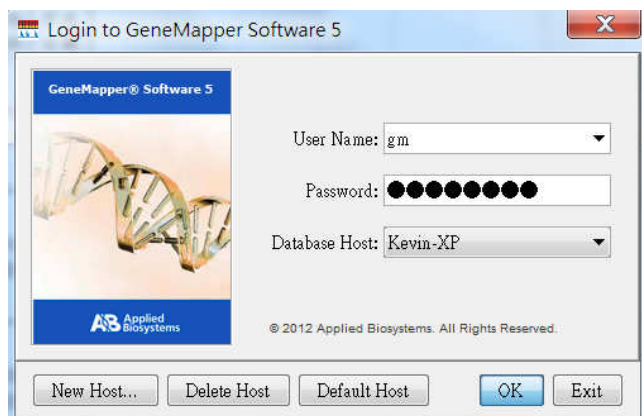 Login to GeneMapper Software 5
X
GeneMapper® Software 5
User Name: gm
Password: ●●●●●●●●
Database Host: Kevin-XP
AB Applied Biosystems
© 2012 Applied Biosystems. All Rights Reserved.
New Host... Delete Host Default Host OK Exit